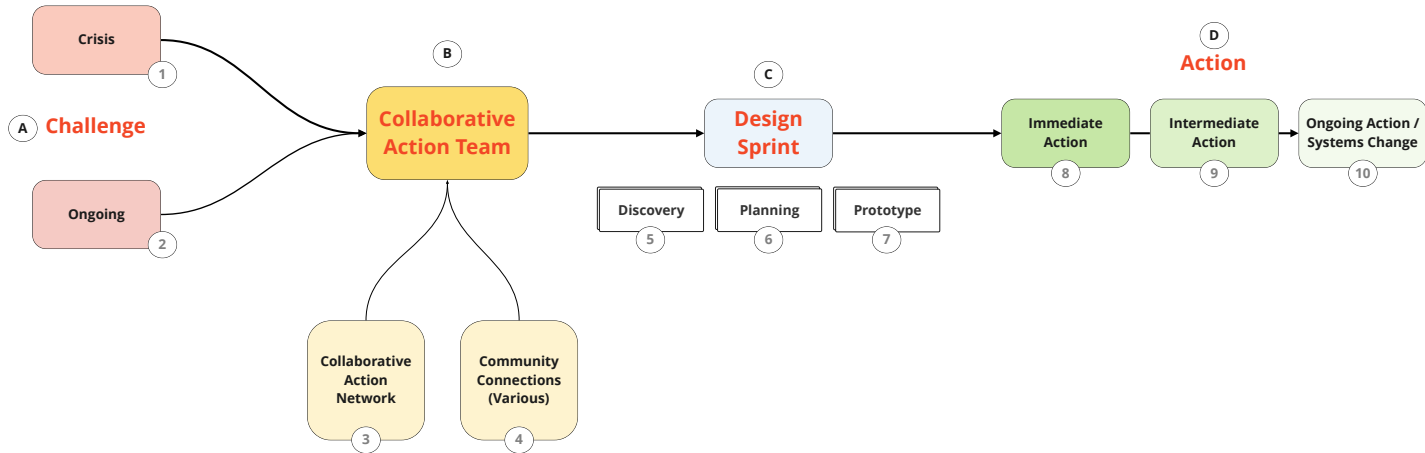 Crisis
1
A
Challenge
Ongoing
2
B
Collaborative
Action Team
Collaborative
Action
Network
3
Community
Connections
(Various)
4
C
Design
Sprint
Discovery
5
Planning
6
Prototype
7
D
Action
Immediate
Action
8
Intermediate
Action
9
Ongoing Action /
Systems Change
10